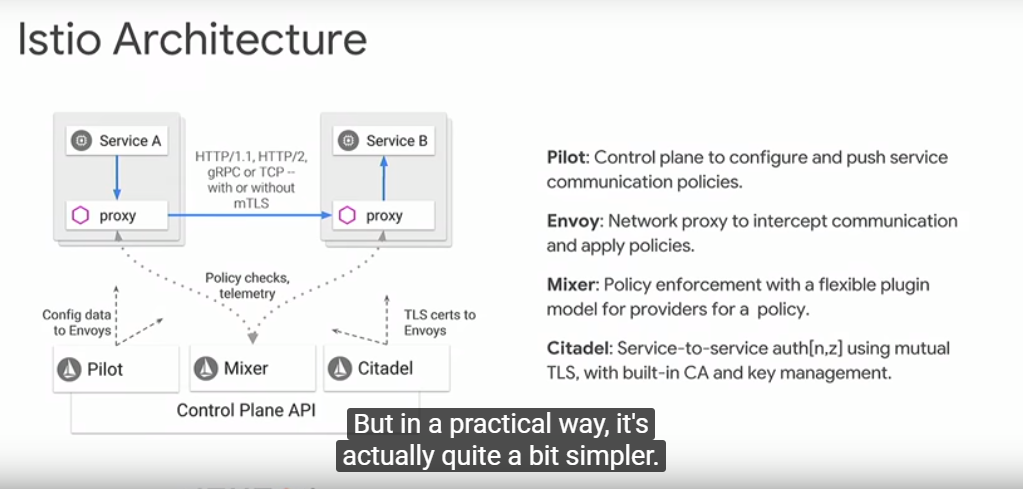 Istio Architecture
Service A
Service B
HTTP/1.1, HTTP/2,
gRPC or TCP --
with or without
mTLS
proxy
proxy
Policy checks,
telemetry
Config data
to Envoys
TLS certs to
Envoys
Pilot
Mixer
Citadel
Control Plane API
Pilot: Control plane to configure and push service
communication policies.
Envoy: Network proxy to intercept communication
and apply policies.
Mixer: Policy enforcement with a flexible plugin
model for providers for a policy.
Citadel: Service-to-service auth[n,z] using mutual
TLS, with built-in CA and key management.
But in a practical way, it's
actually quite a bit simpler.